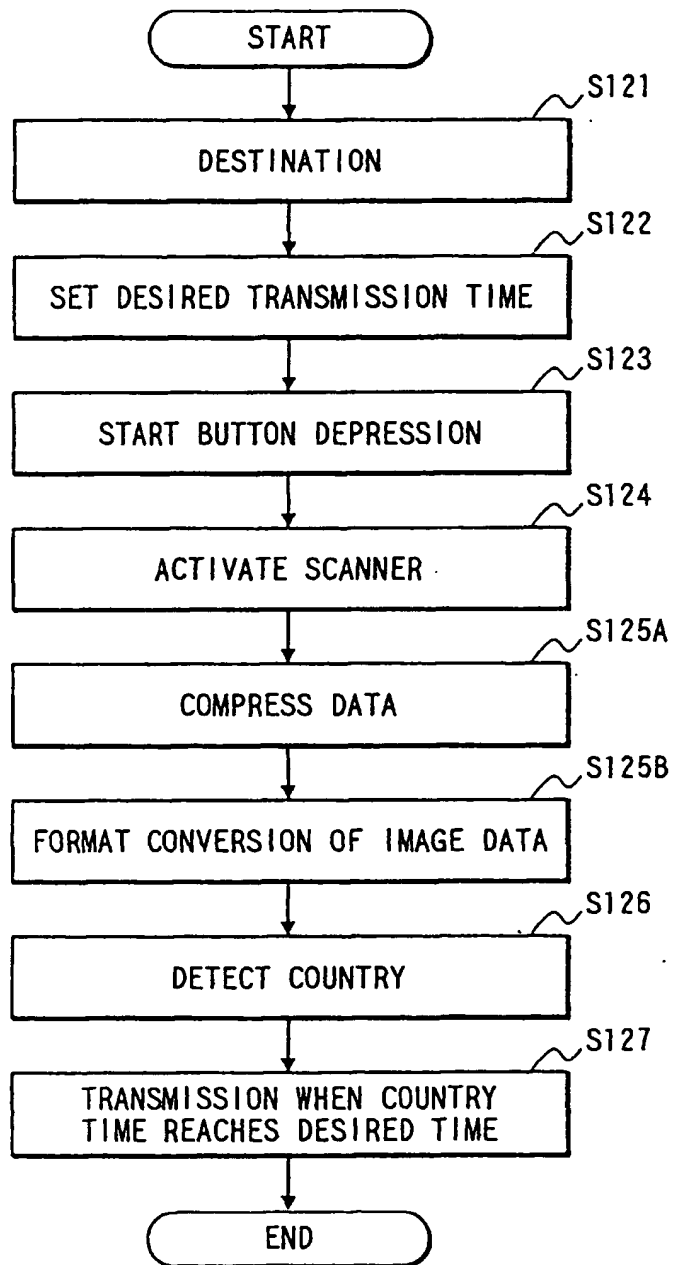 START
S121
DESTINATION
S122
SET DESIRED TRANSMISSION TIME
S123
START BUTTON DEPRESSION
S124
ACTIVATE SCANNER
S125A
COMPRESS DATA
S125B
FORMAT CONVERSION OF IMAGE DATA
S126
DETECT COUNTRY
S127
TRANSMISSION WHEN COUNTRY
TIME REACHES DESIRED TIME
END